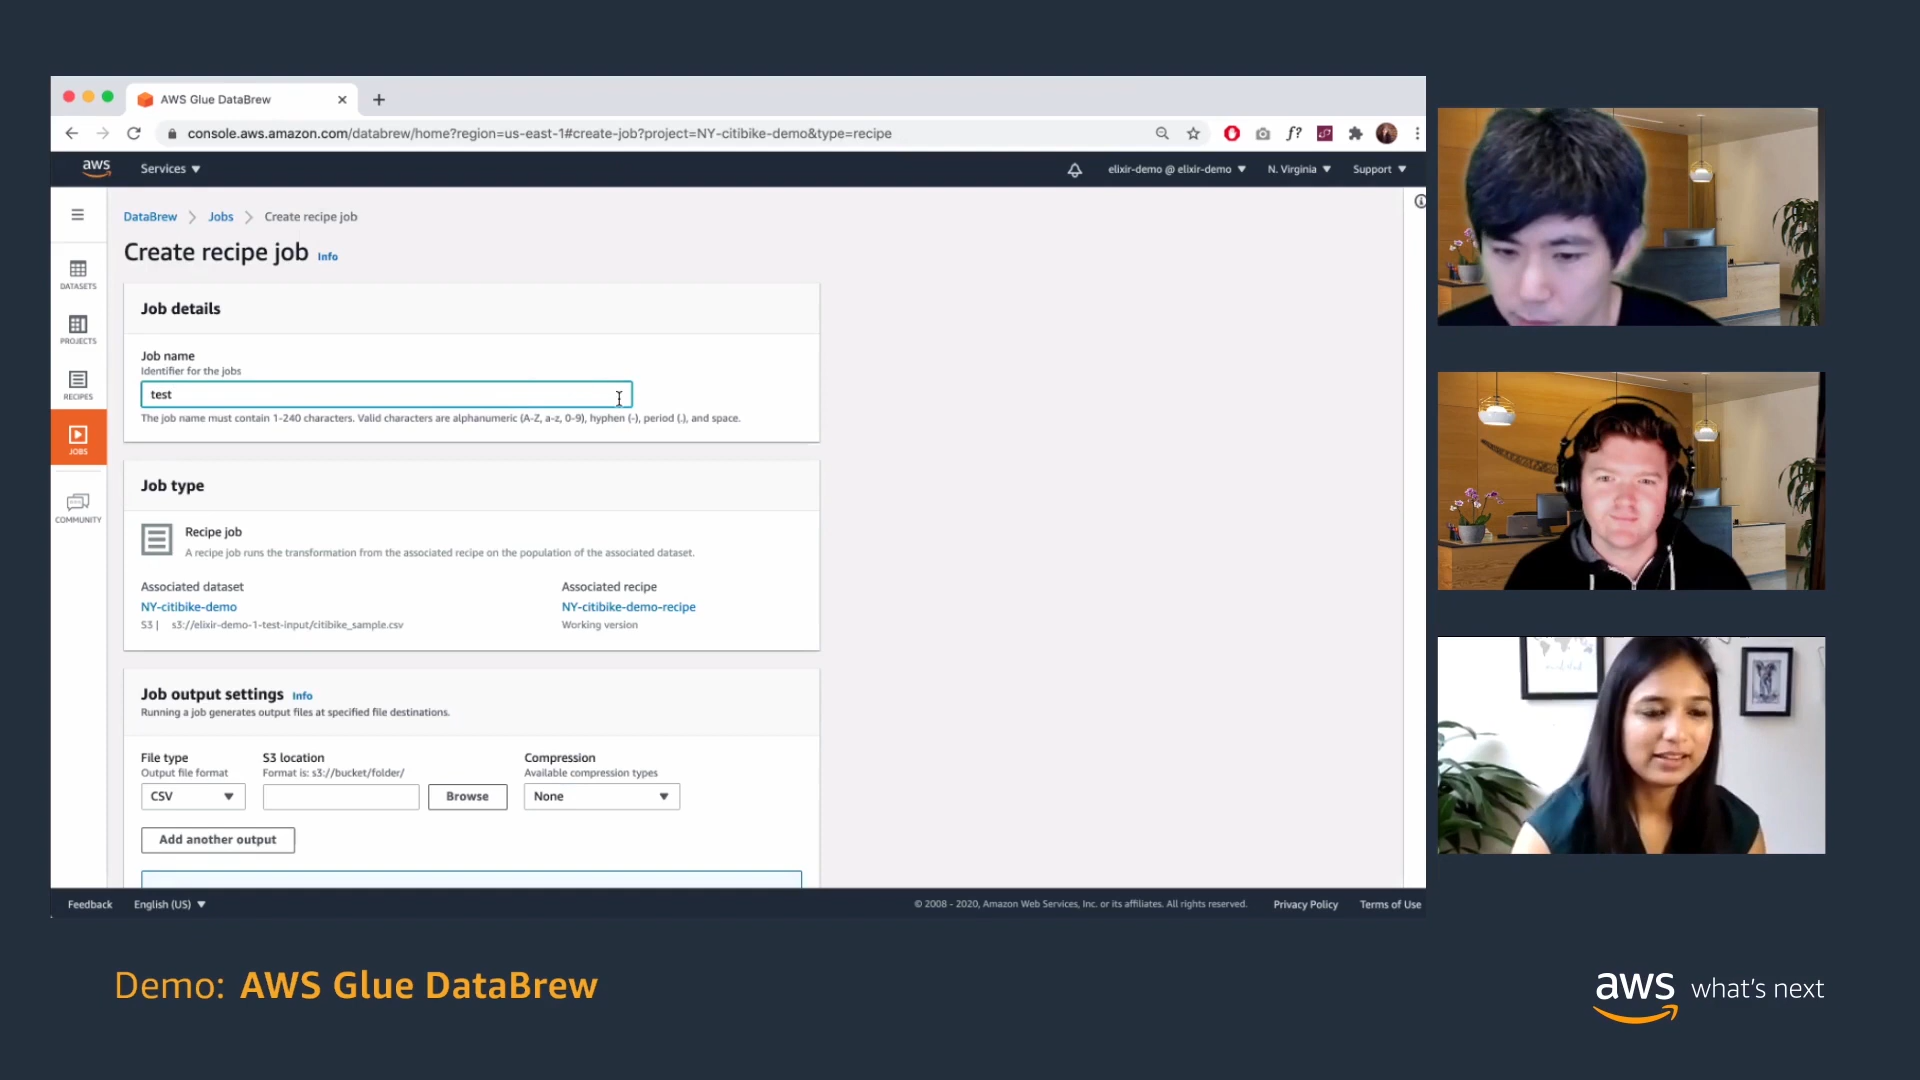 AWS Glue DataBrew
console.aws.amazon.com/databrew/home?region=us-east-1#create-job?project=NY-citibike-demo&type=recipe
f?
aws
Services
elixir-demo @ elixir-demo
N. Virginia
Support
DATASETS
PROJECTS
RECIPES
JOBS
COMMUNITY
DataBrew
Jobs
Create recipe job
Create recipe job
Info
Job details
Job name
Identifier for the jobs
test
The job name must contain 1-240 characters. Valid characters are alphanumeric (A-Z, a-z, 0-9), hyphen (-), period (.), and space.
Job type
Recipe job
A recipe job runs the transformation from the associated recipe on the population of the associated dataset.
Associated dataset
NY-citibike-demo
S3 | s3://elixir-demo-1-test-input/citibike_sample.csv
Associated recipe
NY-citibike-demo-recipe
Working version
Job output settings
Info
Running a job generates output files at specified file destinations.
File type
Output file format
CSV
S3 location
Format is: s3://bucket/folder/
Browse
Compression
Available compression types
None
Add another output
Feedback
English (US)
© 2008 - 2020, Amazon Web Services, Inc. or its affiliates. All rights reserved.
Privacy Policy
Terms of Use
Demo: AWS Glue DataBrew
aws what's next